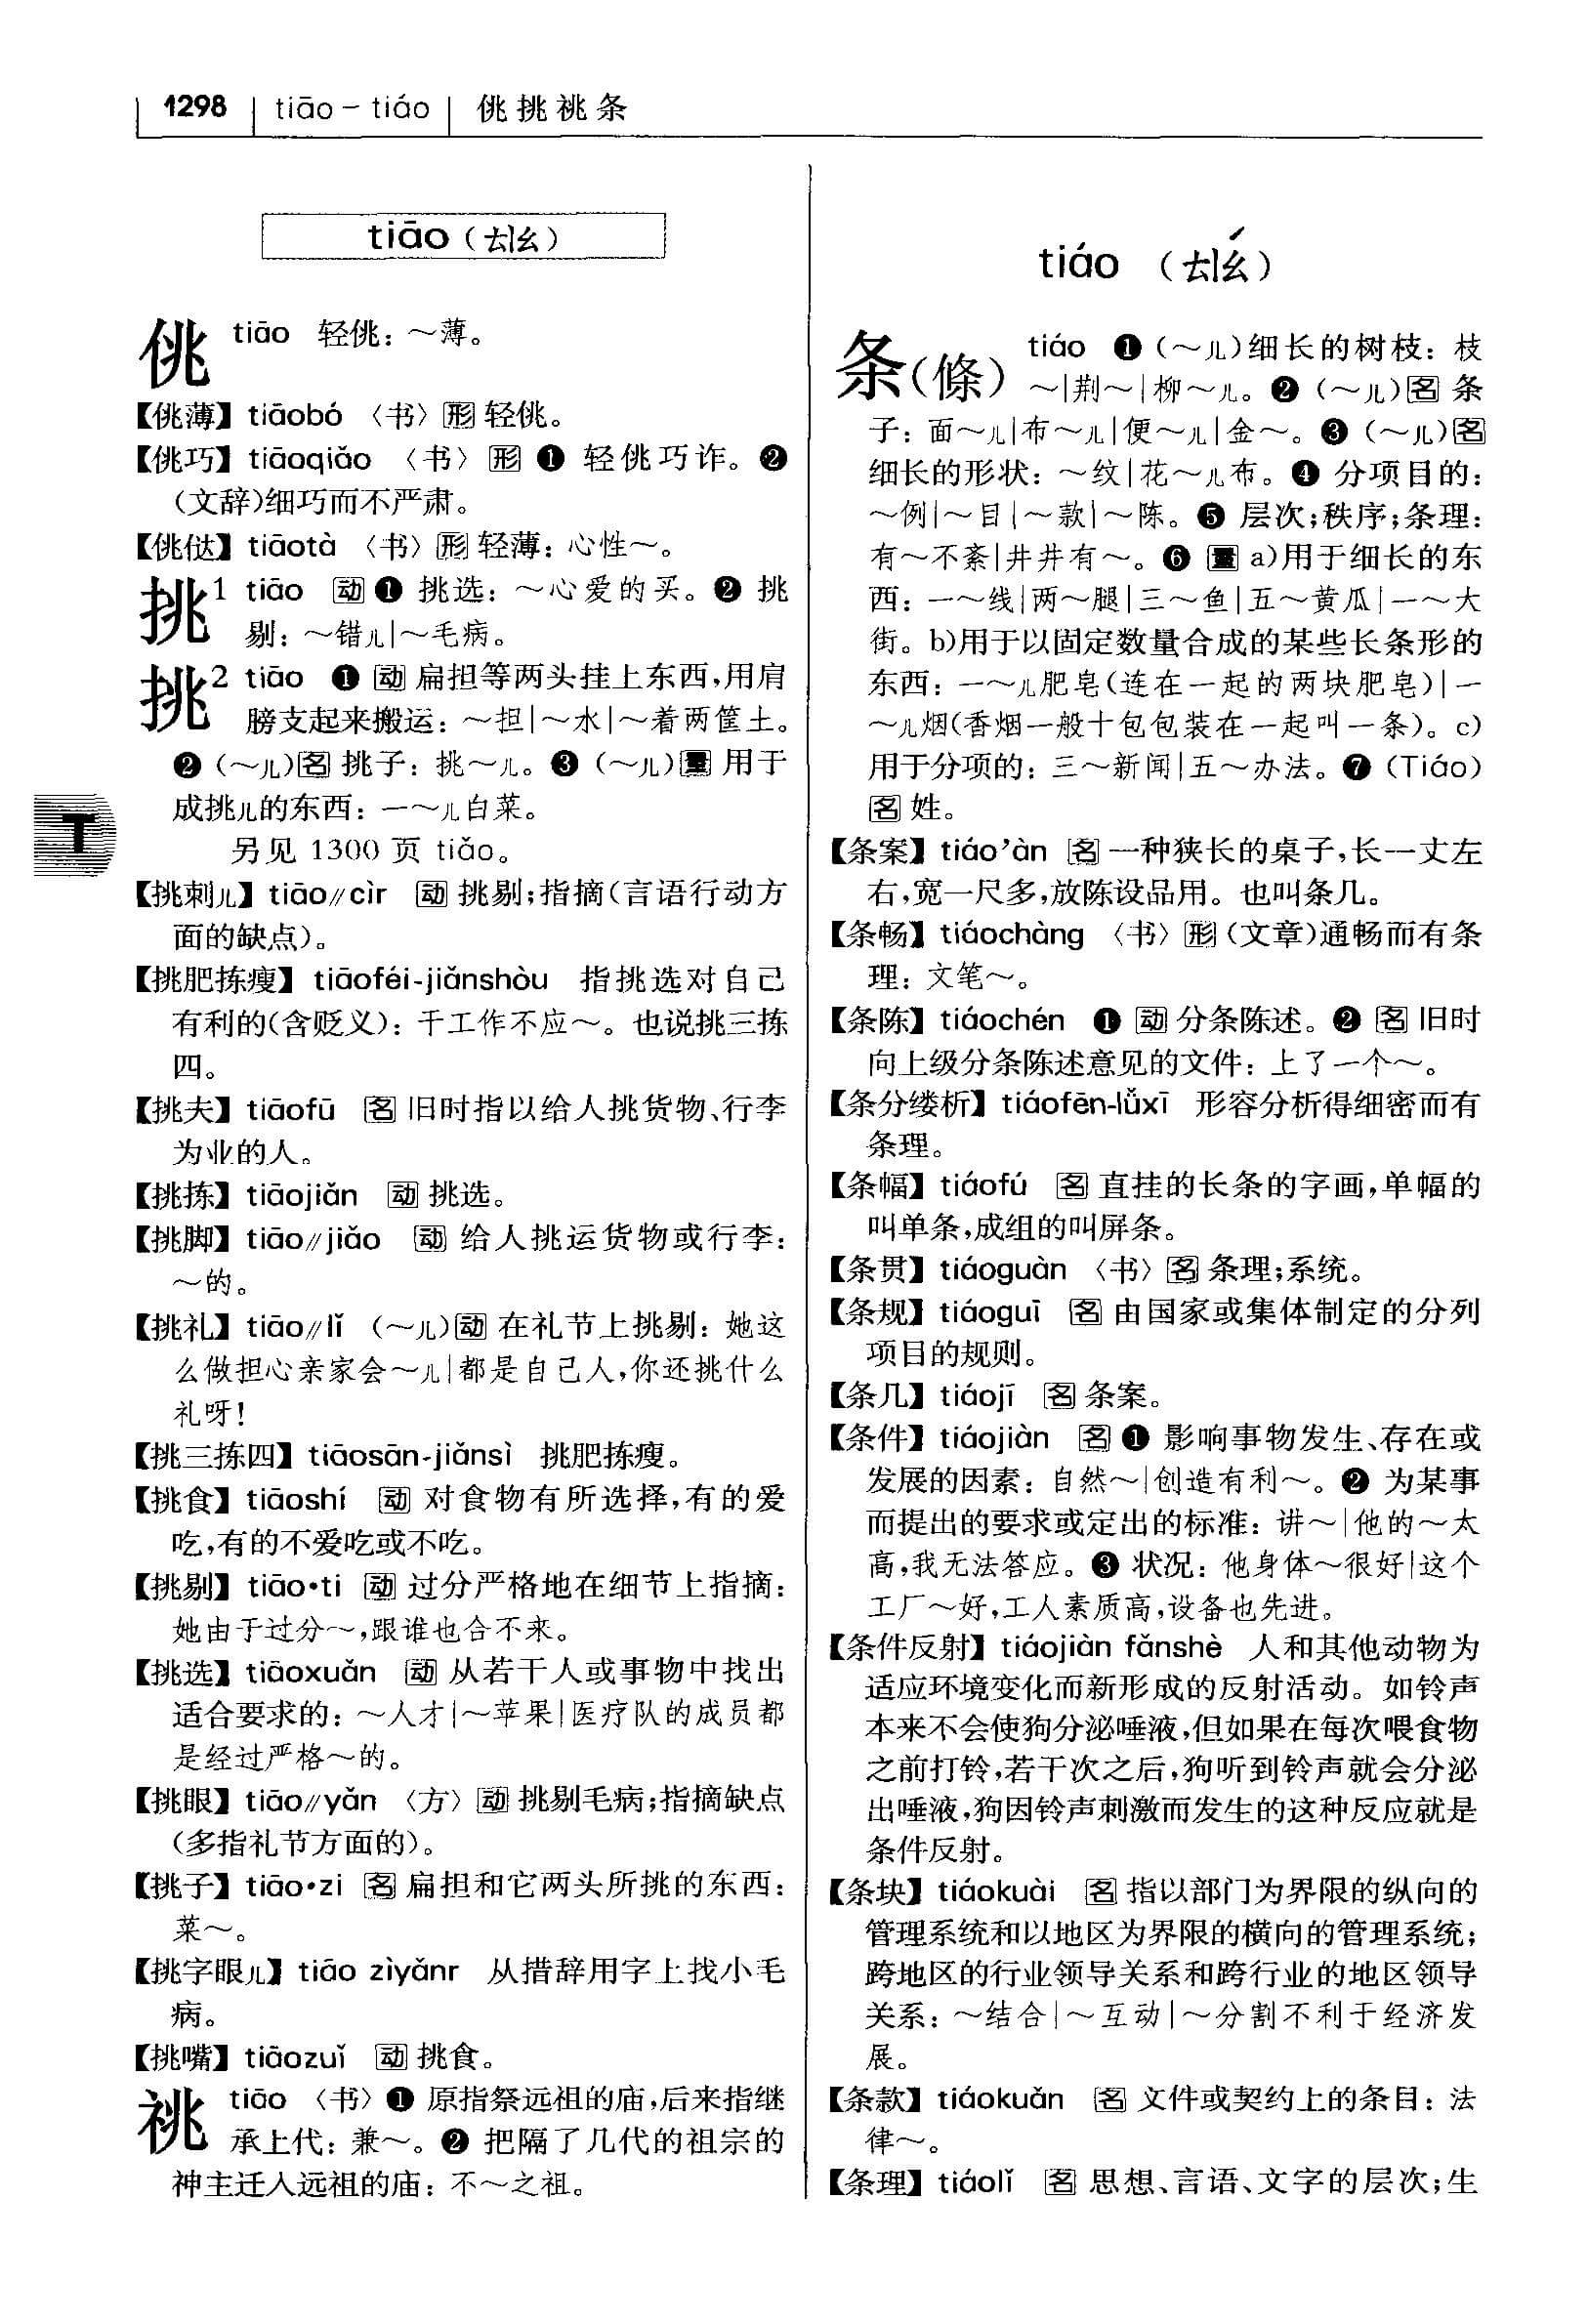 1298 | tiāo－tiáo | 佻挑祧条
tiāo（ㄊㄧㄠ）
佻 tiāo 轻佻：～薄。
【佻薄】tiāobó 〈书〉形 轻佻。
【佻巧】tiāoqiǎo 〈书〉形 ❶ 轻佻巧诈。❷
（文辞）细巧而不严肃。
【佻㒓】tiāotà 〈书〉形 轻薄：心性～。
挑1 tiāo 动 ❶ 挑选：～心爱的买。❷ 挑
剔：～错儿|～毛病。
挑2 tiāo ❶ 动 扁担等两头挂上东西，用肩
膀支起来搬运：～担|～水|～着两筐土。
❷（～儿）名 挑子：挑～儿。❸（～儿）量 用于
成挑儿的东西：一～儿白菜。
另见 1300 页 tiǎo。
【挑刺儿】tiāo∥cìr 动 挑剔；指摘（言语行动方
面的缺点）。
【挑肥拣瘦】tiāoféi-jiǎnshòu 指挑选对自己
有利的（含贬义）：干工作不应～。也说挑三拣
四。
【挑夫】tiāofū 名 旧时指以给人挑货物、行李
为业的人。
【挑拣】tiāojiǎn 动 挑选。
【挑脚】tiāo∥jiǎo 动 给人挑运货物或行李：
～的。
【挑礼】tiāo∥lǐ （～儿）动 在礼节上挑剔：她这
么做担心亲家会～儿|都是自己人，你还挑什么
礼呀！
【挑三拣四】tiāosān-jiǎnsì 挑肥拣瘦。
【挑食】tiāoshí 动 对食物有所选择，有的爱
吃，有的不爱吃或不吃。
【挑剔】tiāo·ti 动 过分严格地在细节上指摘：
她由于过分～，跟谁也合不来。
【挑选】tiāoxuǎn 动 从若干人或事物中找出
适合要求的：～人才|～苹果|医疗队的成员都
是经过严格～的。
【挑眼】tiāo∥yǎn 〈方〉动 挑剔毛病；指摘缺点
（多指礼节方面的）。
【挑子】tiāo·zi 名 扁担和它两头所挑的东西：
菜～。
【挑字眼儿】tiāo zìyǎnr 从措辞用字上找小毛
病。
【挑嘴】tiāozuǐ 动 挑食。
祧 tiāo 〈书〉❶ 原指祭远祖的庙，后来指继
承上代：兼～。❷ 把隔了几代的祖宗的
神主迁入远祖的庙：不～之祖。
T
tiáo （ㄊㄧㄠˊ）
条（條） tiáo ❶（～儿）细长的树枝：枝
～|荆～|柳～儿。❷（～儿）名 条
子：面～儿|布～儿|便～儿|金～。❸（～儿）名
细长的形状：～纹|花～儿布。❹ 分项目的：
～例|～目|～款|～陈。❺ 层次；秩序；条理：
有～不紊|井井有～。❻ 量 a）用于细长的东
西：一～线|两～腿|三～鱼|五～黄瓜|一～大
街。b）用于以固定数量合成的某些长条形的
东西：一～儿肥皂（连在一起的两块肥皂）|一
～儿烟（香烟一般十包包装在一起叫一条）。c）
用于分项的：三～新闻|五～办法。❼（Tiáo）
名 姓。
【条案】tiáo’àn 名 一种狭长的桌子，长一丈左
右，宽一尺多，放陈设品用。也叫条几。
【条畅】tiáochàng 〈书〉形（文章）通畅而有条
理：文笔～。
【条陈】tiáochén ❶ 动 分条陈述。❷ 名 旧时
向上级分条陈述意见的文件：上了一个～。
【条分缕析】tiáofēn-lǚxī 形容分析得细密而有
条理。
【条幅】tiáofú 名 直挂的长条的字画，单幅的
叫单条，成组的叫屏条。
【条贯】tiáoguàn 〈书〉名 条理；系统。
【条规】tiáoguī 名 由国家或集体制定的分列
项目的规则。
【条几】tiáojī 名 条案。
【条件】tiáojiàn 名 ❶ 影响事物发生、存在或
发展的因素：自然～|创造有利～。❷ 为某事
而提出的要求或定出的标准：讲～|他的～太
高，我无法答应。❸ 状况：他身体～很好|这个
工厂～好，工人素质高，设备也先进。
【条件反射】tiáojiàn fǎnshè 人和其他动物为
适应环境变化而新形成的反射活动。如铃声
本来不会使狗分泌唾液，但如果在每次喂食物
之前打铃，若干次之后，狗听到铃声就会分泌
出唾液，狗因铃声刺激而发生的这种反应就是
条件反射。
【条块】tiáokuài 名 指以部门为界限的纵向的
管理系统和以地区为界限的横向的管理系统；
跨地区的行业领导关系和跨行业的地区领导
关系：～结合|～互动|～分割不利于经济发
展。
【条款】tiáokuǎn 名 文件或契约上的条目：法
律～。
【条理】tiáolǐ 名 思想、言语、文字的层次；生